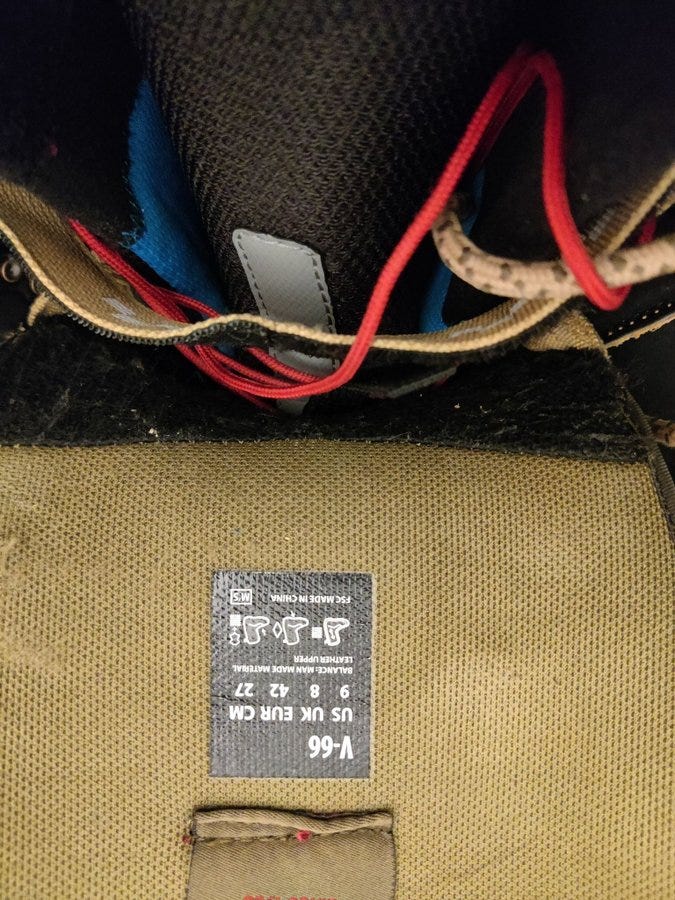 V-66
US UK EUR CM
9 8 42 27
BALANCE: MAN MADE MATERIAL
LEATHER UPPER
FSC MADE IN CHINA M'S